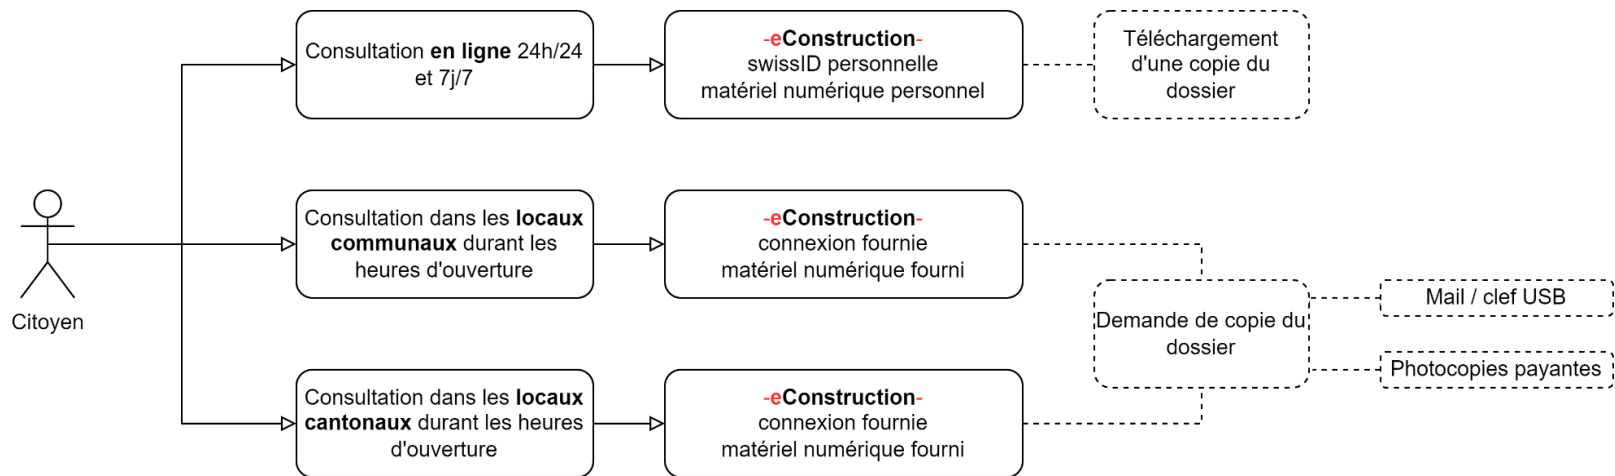 Citoyen
Consultation en ligne 24h/24
et 7j/7
-eConstruction-
swissID personnelle
matériel numérique personnel
Téléchargement
d'une copie du
dossier
Consultation dans les locaux
communaux durant les
heures d'ouverture
-eConstruction-
connexion fournie
matériel numérique fourni
Consultation dans les locaux
cantonaux durant les heures
d'ouverture
-eConstruction-
connexion fournie
matériel numérique fourni
Demande de copie du
dossier
Mail / clef USB
Photocopies payantes